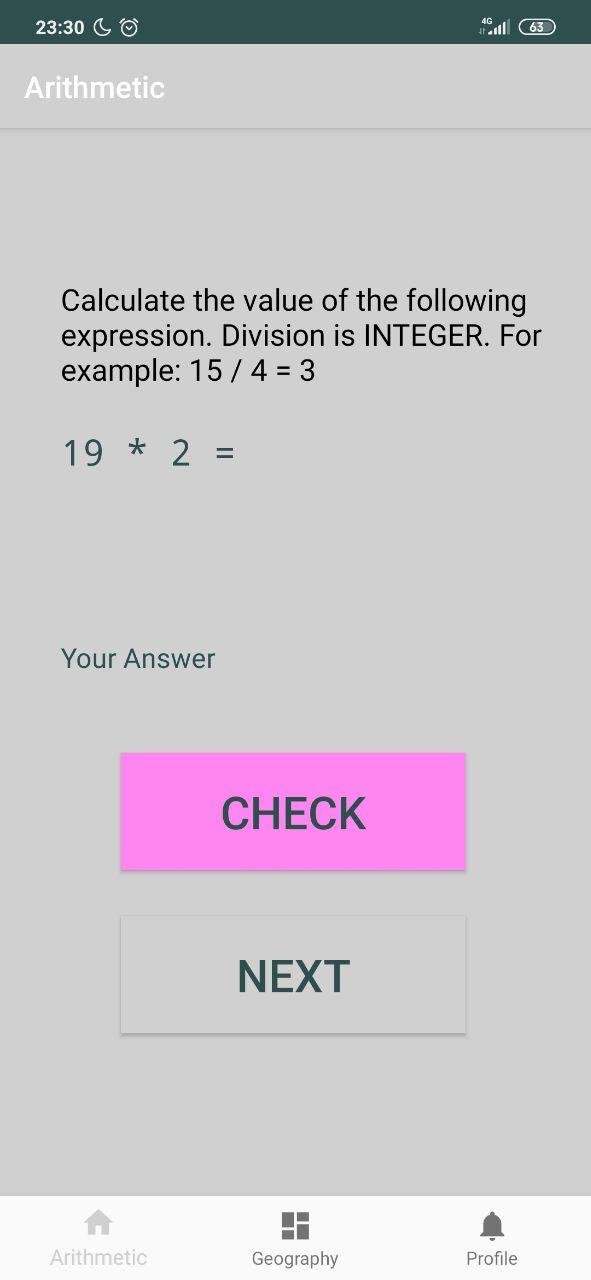 23:30 4G 63
Arithmetic
Calculate the value of the following
expression. Division is INTEGER. For
example: 15 / 4 = 3
19 * 2 =
Your Answer
CHECK
NEXT
Arithmetic Geography Profile